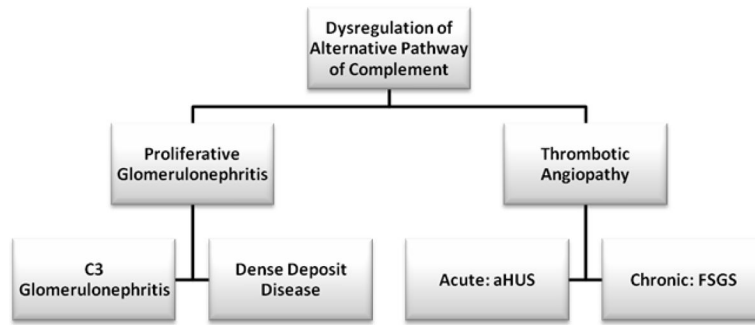 Dysregulation of
Alternative Pathway
of Complement
Proliferative
Glomerulonephritis
Thrombotic
Angiopathy
C3
Glomerulonephritis
Dense Deposit
Disease
Acute: aHUS
Chronic: FSGS